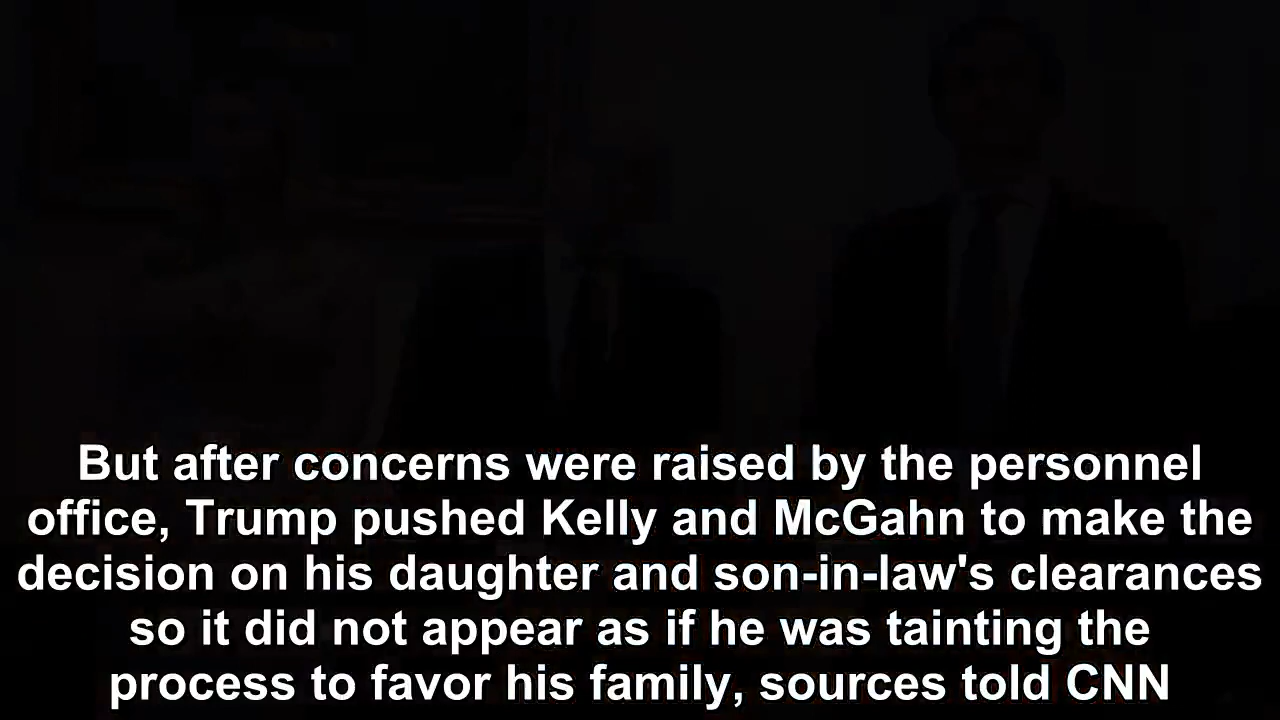 But after concerns were raised by the personnel
office, Trump pushed Kelly and McGahn to make the
decision on his daughter and son-in-law's clearances
so it did not appear as if he was tainting the
process to favor his family, sources told CNN